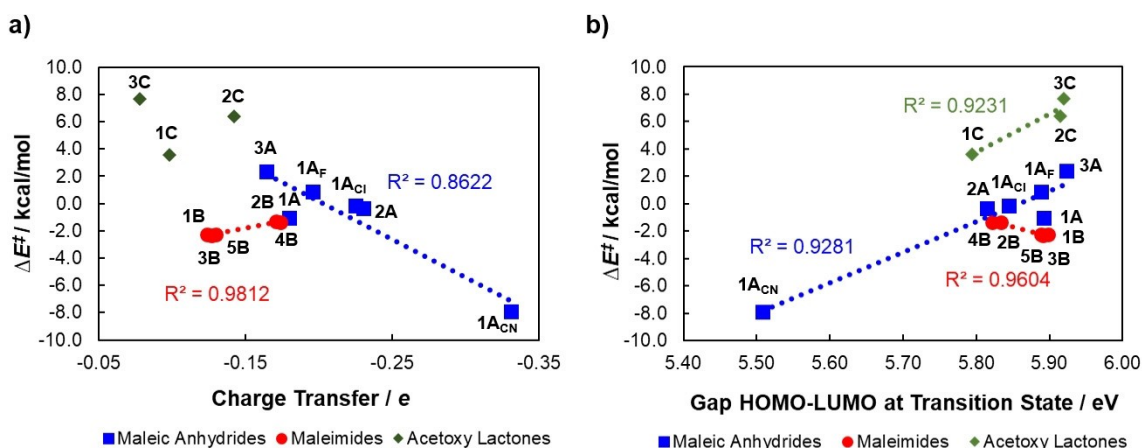 a)
ΔE‡/ kcal/mol
10.0
8.0
6.0
4.0
2.0
0.0
-2.0
-4.0
-6.0
-8.0
-10.0
3C
2C
1C
3A
1AF
1ACl
R² = 0.8622
2B
1A
2A
1B
3B
5B
4B
R² = 0.9812
1ACN
-0.05
-0.15
-0.25
-0.35
Charge Transfer / e
Maleic Anhydrides
Maleimides
Acetoxy Lactones
b)
ΔE‡/ kcal/mol
10.0
8.0
6.0
4.0
2.0
0.0
-2.0
-4.0
-6.0
-8.0
-10.0
3C
R² = 0.9231
1C
2C
1AF
3A
2A
1ACl
1A
4B
2B
5B
1B
3B
R² = 0.9281
R² = 0.9604
1ACN
5.40
5.50
5.60
5.70
5.80
5.90
6.00
Gap HOMO-LUMO at Transition State / eV
Maleic Anhydrides
Maleimides
Acetoxy Lactones